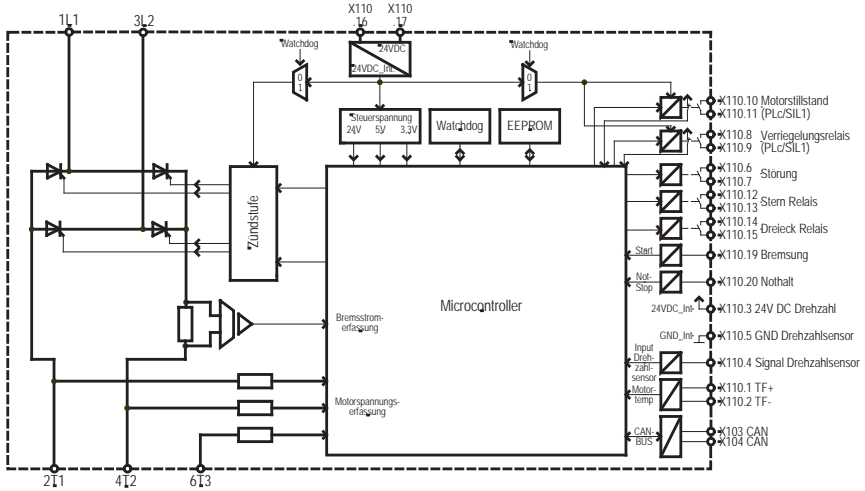 1L1
3L2
X110
.16
X110
.17
24VDC
24VDC_Int.
Watchdog
0
1
Watchdog
0
1
Steuerspannung
24V 5V 3,3V
Watchdog
EEPROM
Zündstufe
Microcontroller
Bremsstrom-
erfassung
Motorspannungs-
erfassung
X110.10 Motorstillstand
X110.11 (PLc/SIL1)
X110.8 Verriegelungsrelais
X110.9 (PLc/SIL1)
X110.6
Störung
X110.7
X110.12
Stern Relais
X110.13
X110.14
Dreieck Relais
X110.15
Start
X110.19 Bremsung
Not-
Stop
X110.20 Nothalt
24VDC_Int
X110.3 24V DC Drehzahl
GND_Int
X110.5 GND Drehzahlsensor
Input
Dreh-
zahl-
sensor
X110.4 Signal Drehzahlsensor
Motor-
temp
X110.1 TF+
X110.2 TF-
CAN-
BUS
X103 CAN
X104 CAN
2T1
4T2
6T3